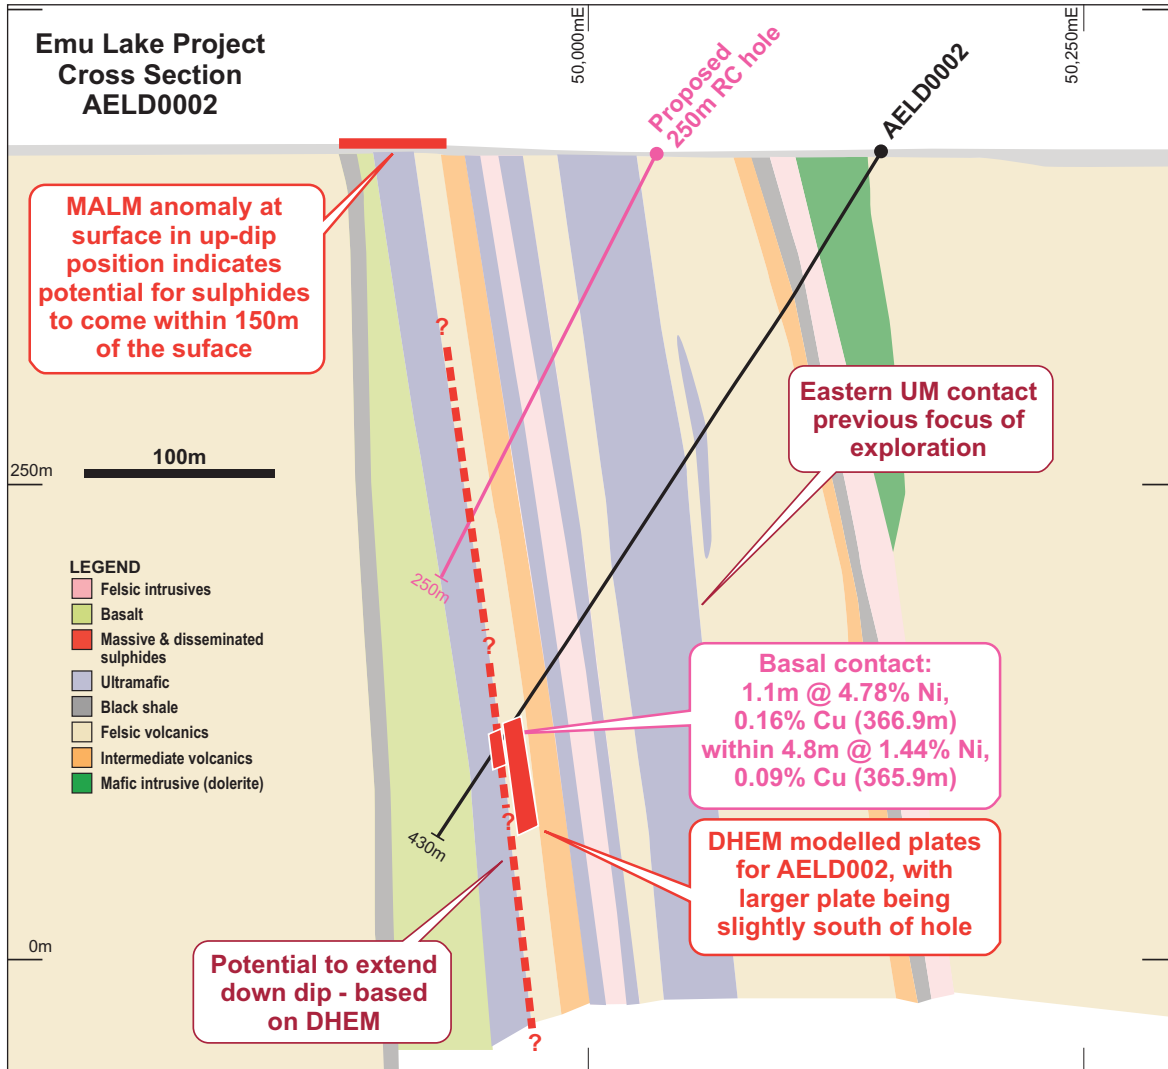 Emu Lake Project
Cross Section
AELD0002
50,000mE
50,250mE
Proposed
250m RC hole
AELD0002
MALM anomaly at
surface in up-dip
position indicates
potential for sulphides
to come within 150m
of the suface
?
Eastern UM contact
previous focus of
exploration
250m
100m
250m
LEGEND
Felsic intrusives
Basalt
Massive & disseminated
sulphides
Ultramafic
Black shale
Felsic volcanics
Intermediate volcanics
Mafic intrusive (dolerite)
?
Basal contact:
1.1m @ 4.78% Ni,
0.16% Cu (366.9m)
within 4.8m @ 1.44% Ni,
0.09% Cu (365.9m)
?
430m
DHEM modelled plates
for AELD002, with
larger plate being
slightly south of hole
0m
Potential to extend
down dip - based
on DHEM
?